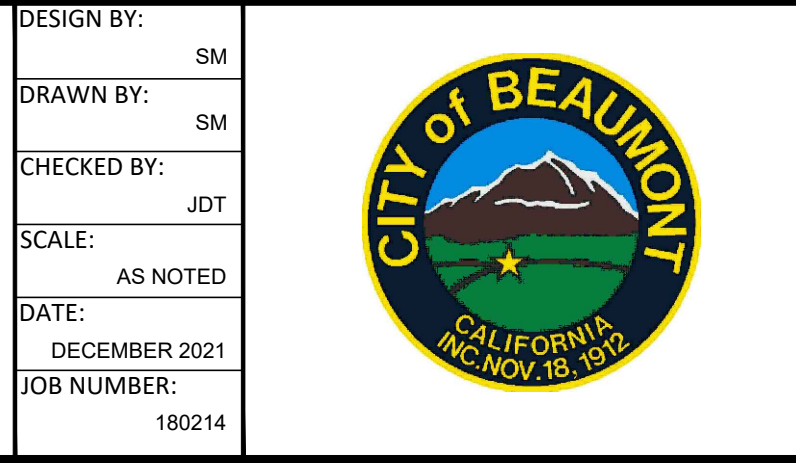 DESIGN BY:
SM
DRAWN BY:
SM
CHECKED BY:
JDT
SCALE:
AS NOTED
DATE:
DECEMBER 2021
JOB NUMBER:
180214
CITY of BEAUMONT
CALIFORNIA
INC.NOV.18,1912